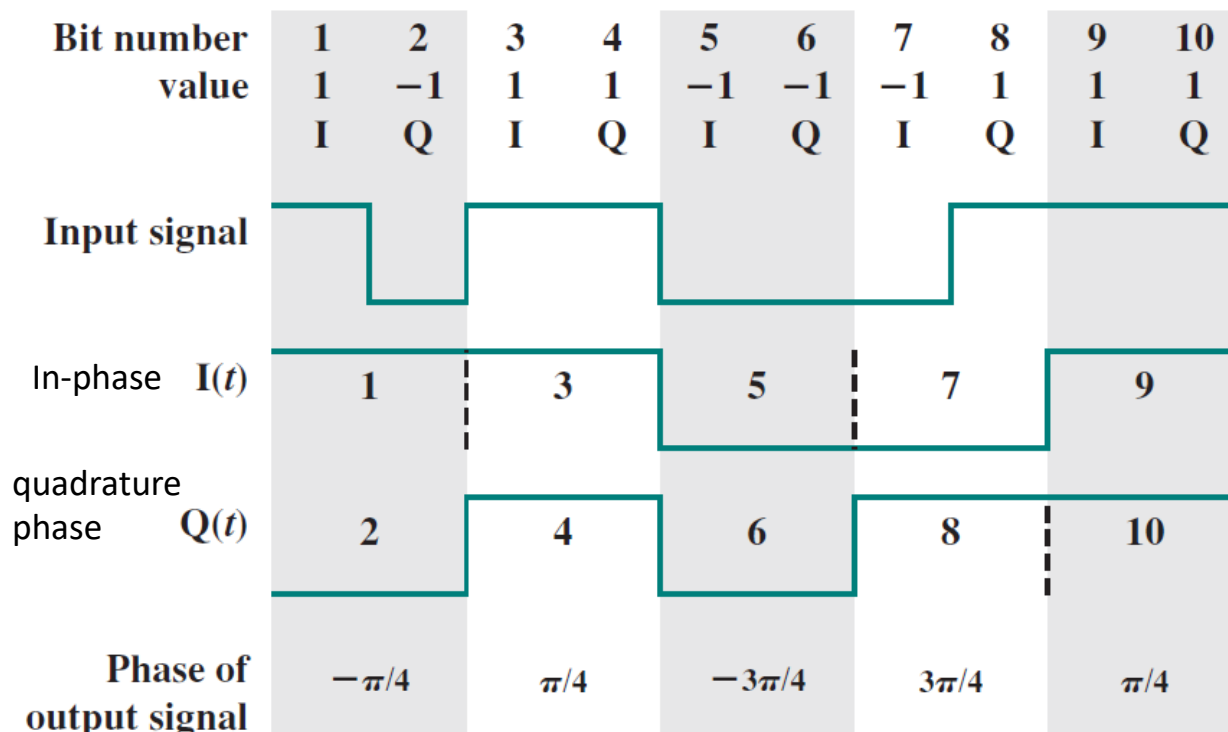 Bit number 1 2 3 4 5 6 7 8 9 10
value 1 −1 1 1 −1 −1 −1 1 1 1
I Q I Q I Q I Q I Q
Input signal
In-phase I(t) 1 3 5 7 9
quadrature
phase Q(t) 2 4 6 8 10
Phase of
output signal −π/4 π/4 −3π/4 3π/4 π/4